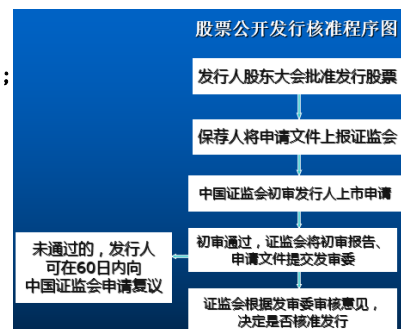 股票公开发行核准程序图
；
发行人股东大会批准发行股票
保荐人将申请文件上报证监会
中国证监会初审发行人上市申请
初审通过，证监会将初审报告、
申请文件提交发审委
未通过的，发行人
可在60日内向
中国证监会申请复议
证监会根据发审委审核意见，
决定是否核准发行